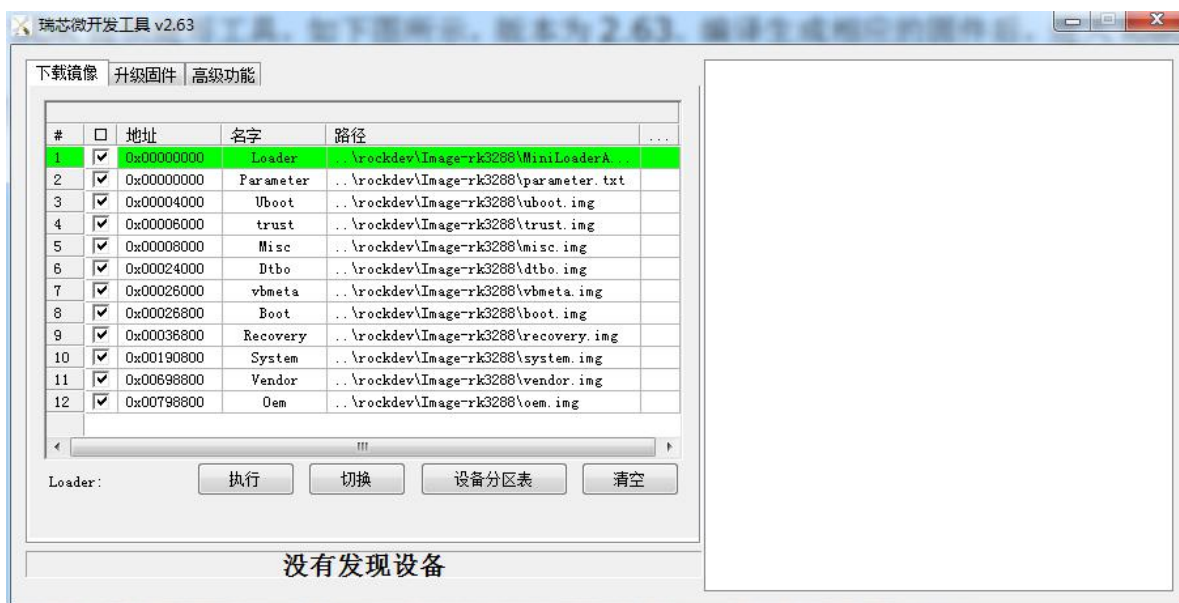 瑞芯微开发工具 v2.63
下载镜像 升级固件 高级功能
# 地址 名字 路径 ...
1 0x00000000 Loader ..\rockdev\Image-rk3288\MiniLoaderA...
2 0x00000000 Parameter ..\rockdev\Image-rk3288\parameter.txt
3 0x00004000 Uboot ..\rockdev\Image-rk3288\uboot.img
4 0x00006000 trust ..\rockdev\Image-rk3288\trust.img
5 0x00008000 Misc ..\rockdev\Image-rk3288\misc.img
6 0x00024000 Dtbo ..\rockdev\Image-rk3288\dtbo.img
7 0x00026000 vbmeta ..\rockdev\Image-rk3288\vbmeta.img
8 0x00026800 Boot ..\rockdev\Image-rk3288\boot.img
9 0x00036800 Recovery ..\rockdev\Image-rk3288\recovery.img
10 0x00190800 System ..\rockdev\Image-rk3288\system.img
11 0x00698800 Vendor ..\rockdev\Image-rk3288\vendor.img
12 0x00798800 Oem ..\rockdev\Image-rk3288\oem.img
Loader: 执行 切换 设备分区表 清空
没有发现设备